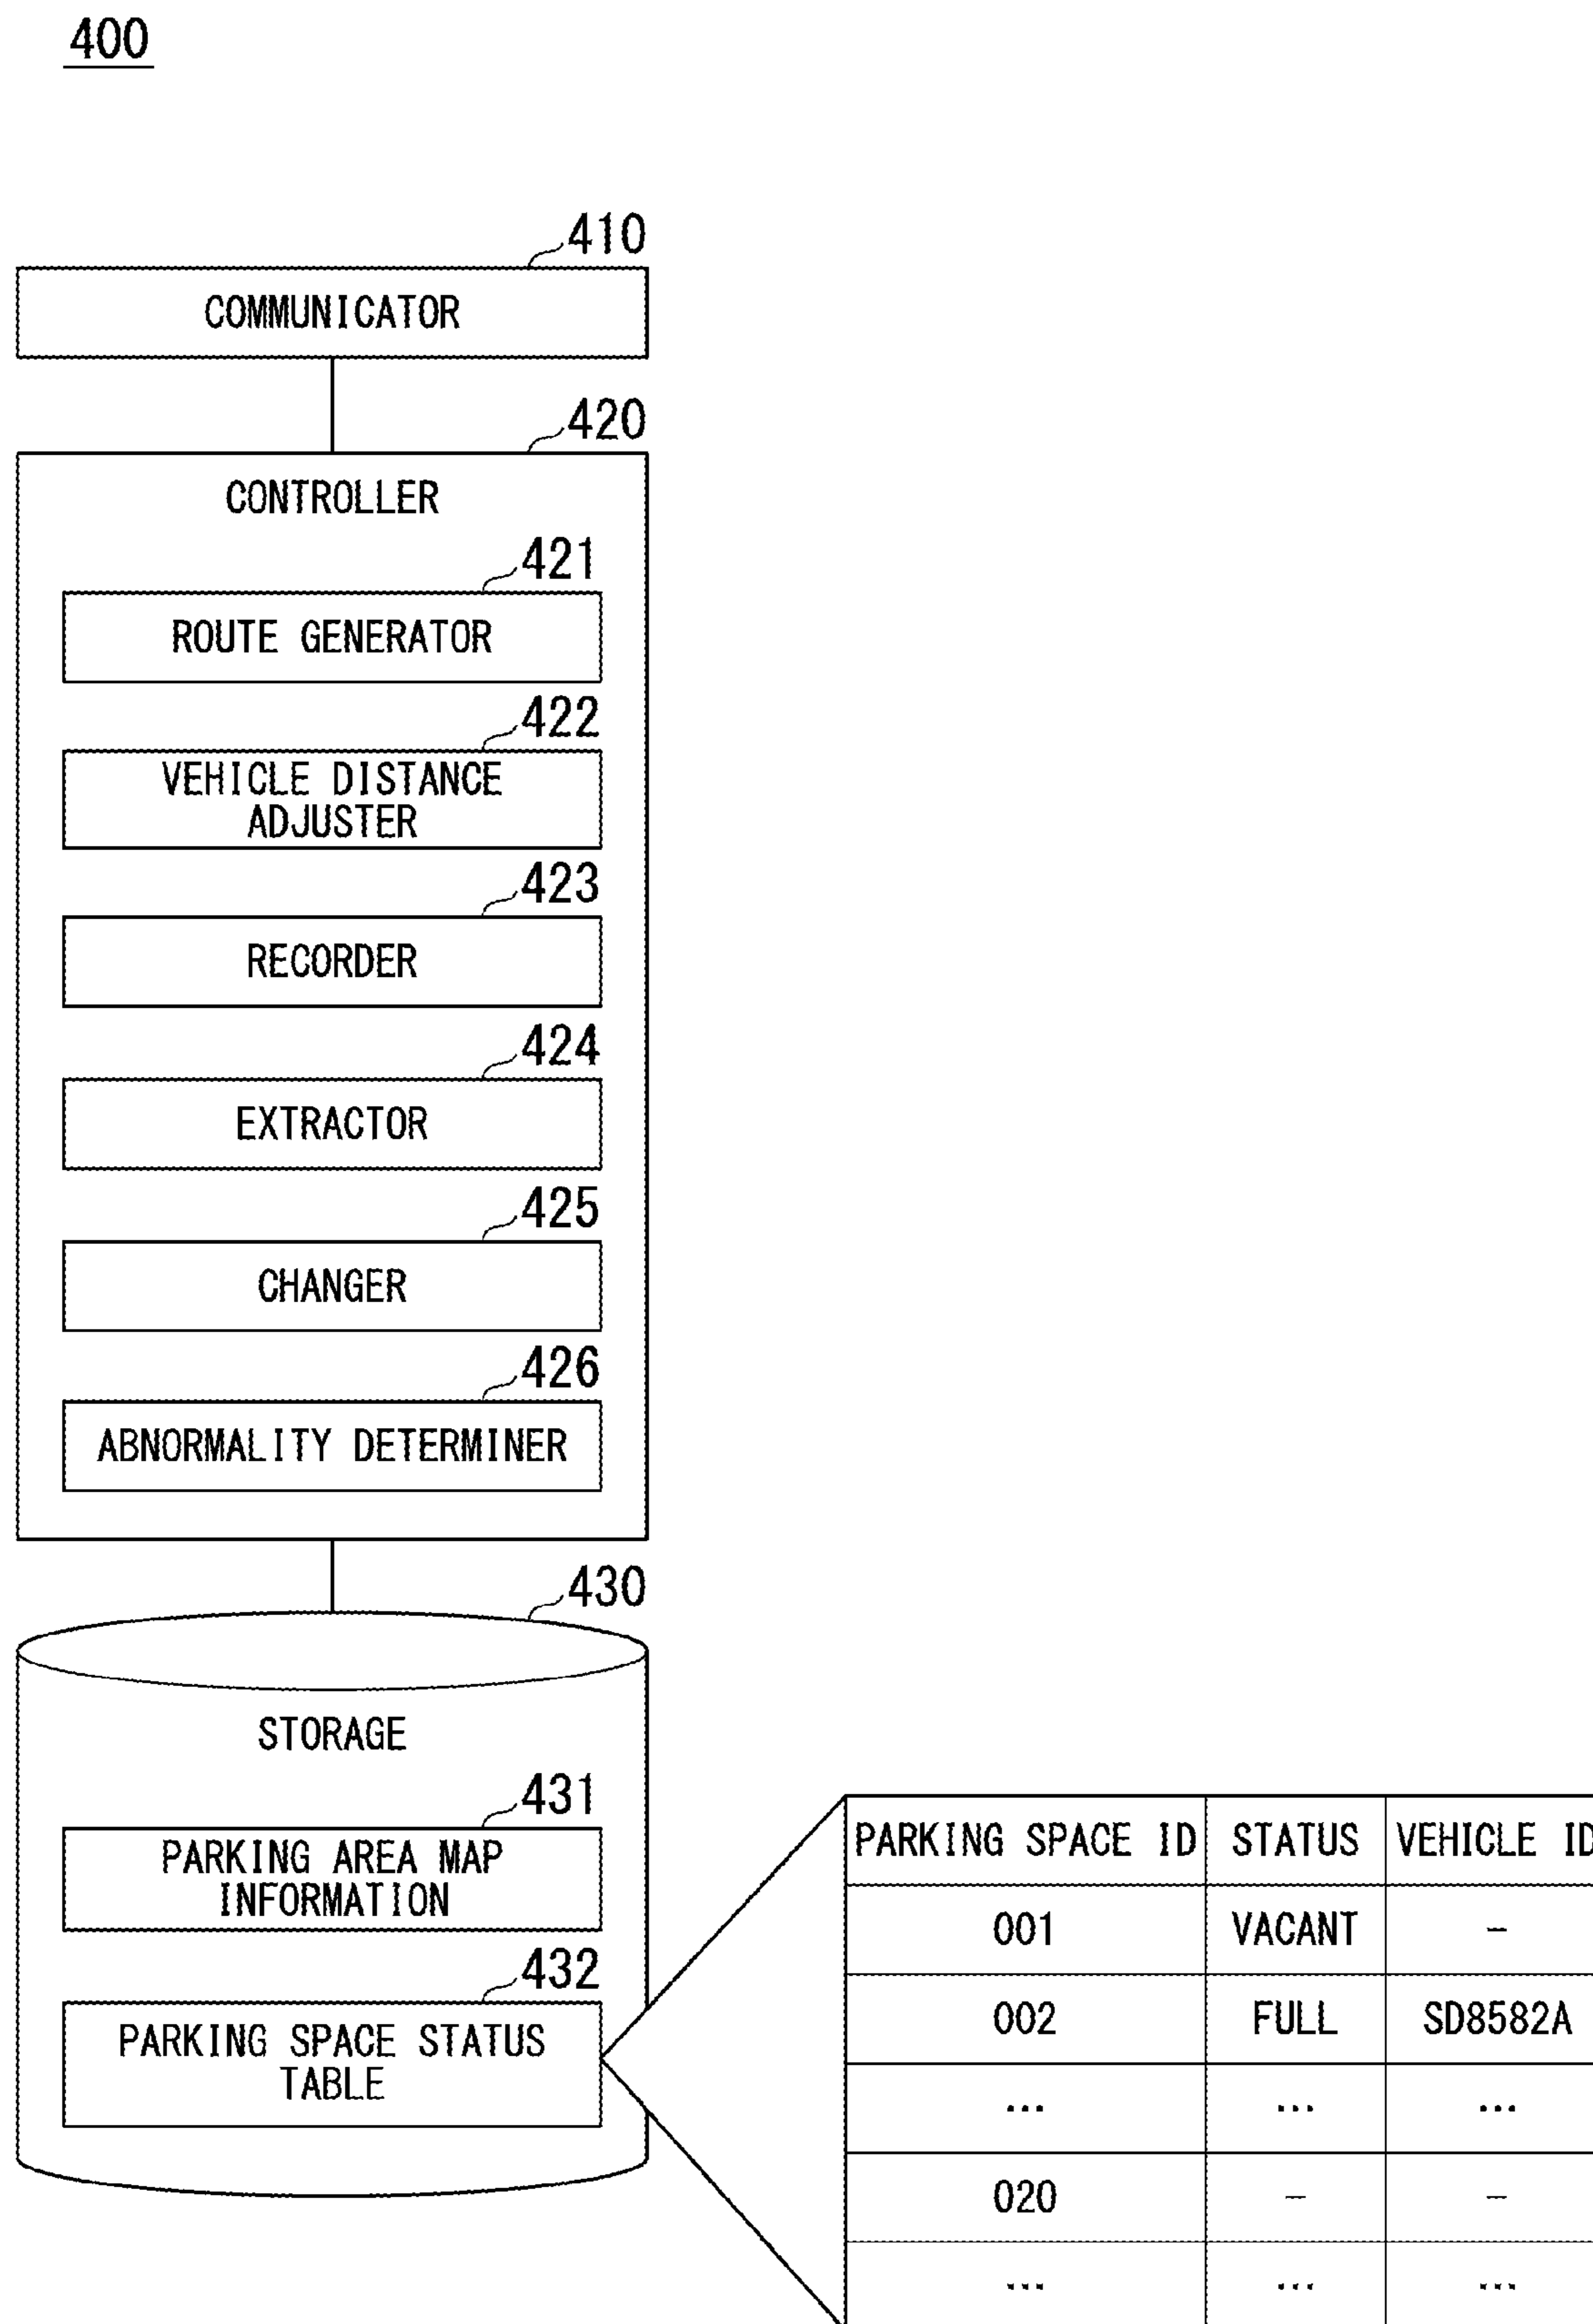 400
410
COMMUNICATOR
420
CONTROLLER
421
ROUTE GENERATOR
422
VEHICLE DISTANCE
ADJUSTER
423
RECORDER
424
EXTRACTOR
425
CHANGER
426
ABNORMALITY DETERMINER
430
STORAGE
431
PARKING AREA MAP
INFORMATION
432
PARKING SPACE STATUS
TABLE
PARKING SPACE ID STATUS VEHICLE ID
001 VACANT -
002 FULL SD8582A
... ... ...
020 - -
... ... ...